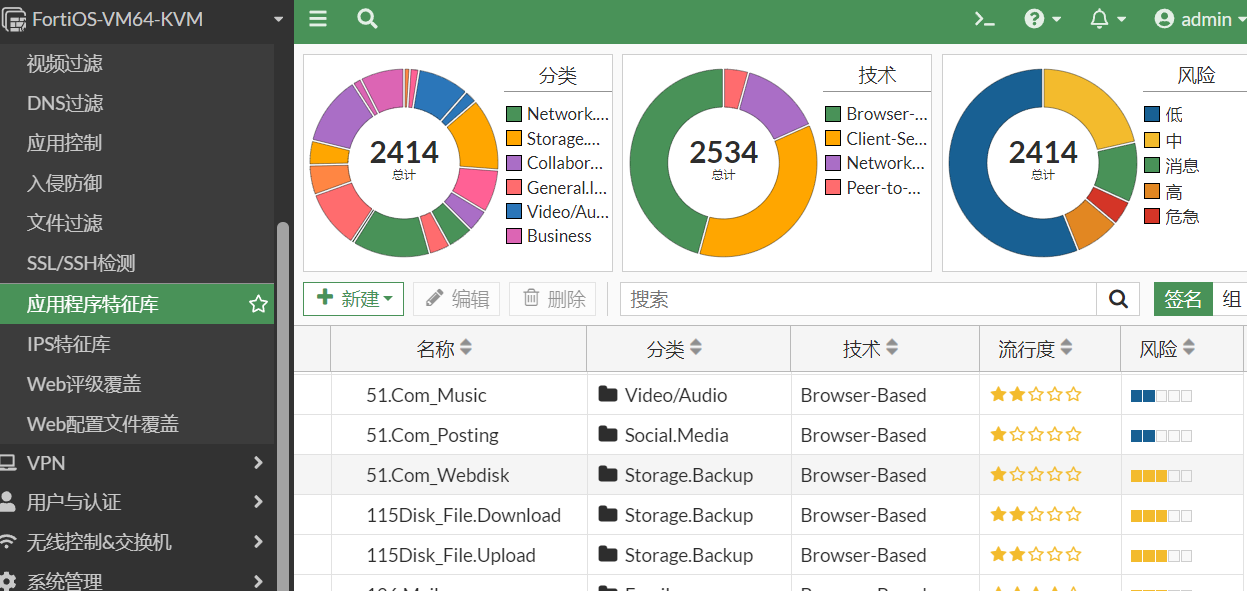 FortiOS-VM64-KVM
admin
视频过滤
DNS过滤
应用控制
入侵防御
文件过滤
SSL/SSH检测
应用程序特征库
IPS特征库
Web评级覆盖
Web配置文件覆盖
VPN
用户与认证
无线控制&交换机
系统管理
分类
2414
总计
Network....
Storage....
Collabor...
General.I...
Video/Au...
Business
技术
2534
总计
Browser-...
Client-Se...
Network...
Peer-to-...
风险
2414
总计
低
中
消息
高
危急
新建 编辑 删除 搜索 签名 组
名称 分类 技术 流行度 风险
51.Com_Music Video/Audio Browser-Based
51.Com_Posting Social.Media Browser-Based
51.Com_Webdisk Storage.Backup Browser-Based
115Disk_File.Download Storage.Backup Browser-Based
115Disk_File.Upload Storage.Backup Browser-Based